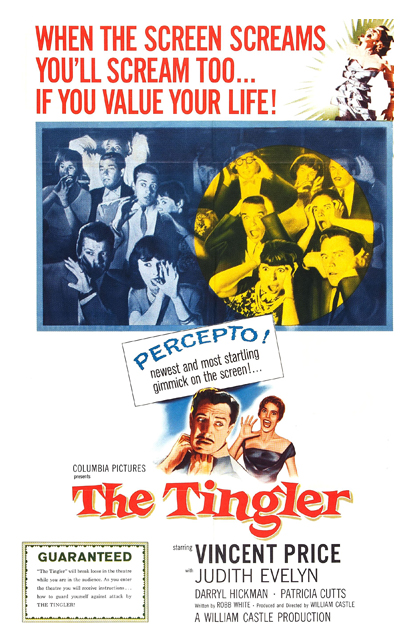 WHEN THE SCREEN SCREAMS
YOU'LL SCREAM TOO...
IF YOU VALUE YOUR LIFE!
PERCEPTO!
newest and most startling
gimmick on the screen!...
COLUMBIA PICTURES
presents
The Tingler
starring VINCENT PRICE
with JUDITH EVELYN
DARRYL HICKMAN · PATRICIA CUTTS
Written by ROBB WHITE · Produced and Directed by WILLIAM CASTLE
A WILLIAM CASTLE PRODUCTION
GUARANTEED
"The Tingler" will break loose in the theatre
while you are in the audience. As you enter
the theatre you will receive instructions...
how to guard yourself against attack by
THE TINGLER!